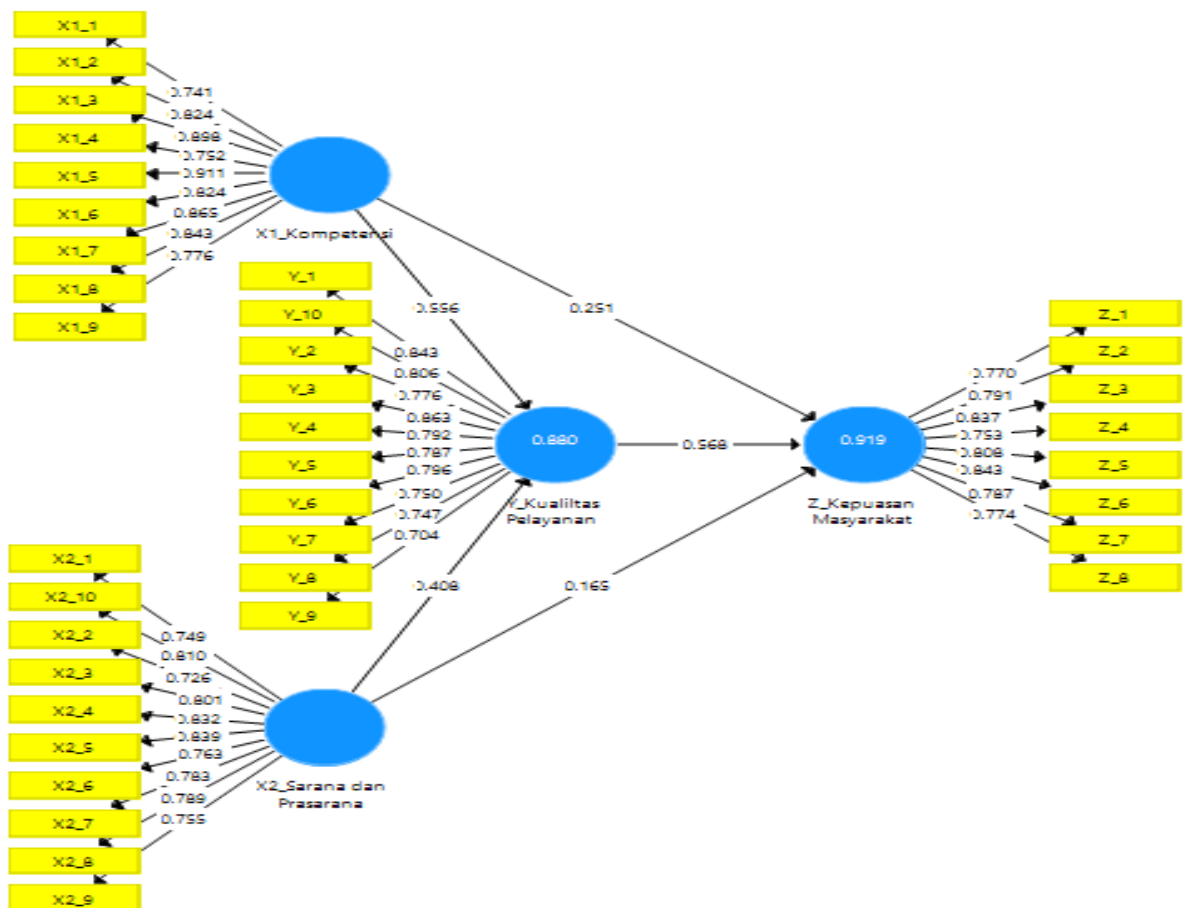 X1_1
X1_2
X1_3
X1_4
X1_5
X1_6
X1_7
X1_8
X1_9
0.741
0.824
0.898
0.752
0.911
0.824
0.865
0.843
0.776
X1_Kompetensi
0.556
0.251
Y_1
Y_10
Y_2
Y_3
Y_4
Y_5
Y_6
Y_7
Y_8
Y_9
0.843
0.806
0.776
0.863
0.792
0.787
0.796
0.750
0.747
0.704
0.880
Y_Kualiltas
Pelayanan
0.568
0.919
Z_Kepuasan
Masyarakat
0.770
0.791
0.837
0.753
0.808
0.843
0.787
0.774
Z_1
Z_2
Z_3
Z_4
Z_5
Z_6
Z_7
Z_8
0.408
0.165
X2_1
X2_10
X2_2
X2_3
X2_4
X2_5
X2_6
X2_7
X2_8
X2_9
0.749
0.810
0.726
0.801
0.832
0.839
0.763
0.783
0.789
0.755
X2_Sarana dan
Prasarana